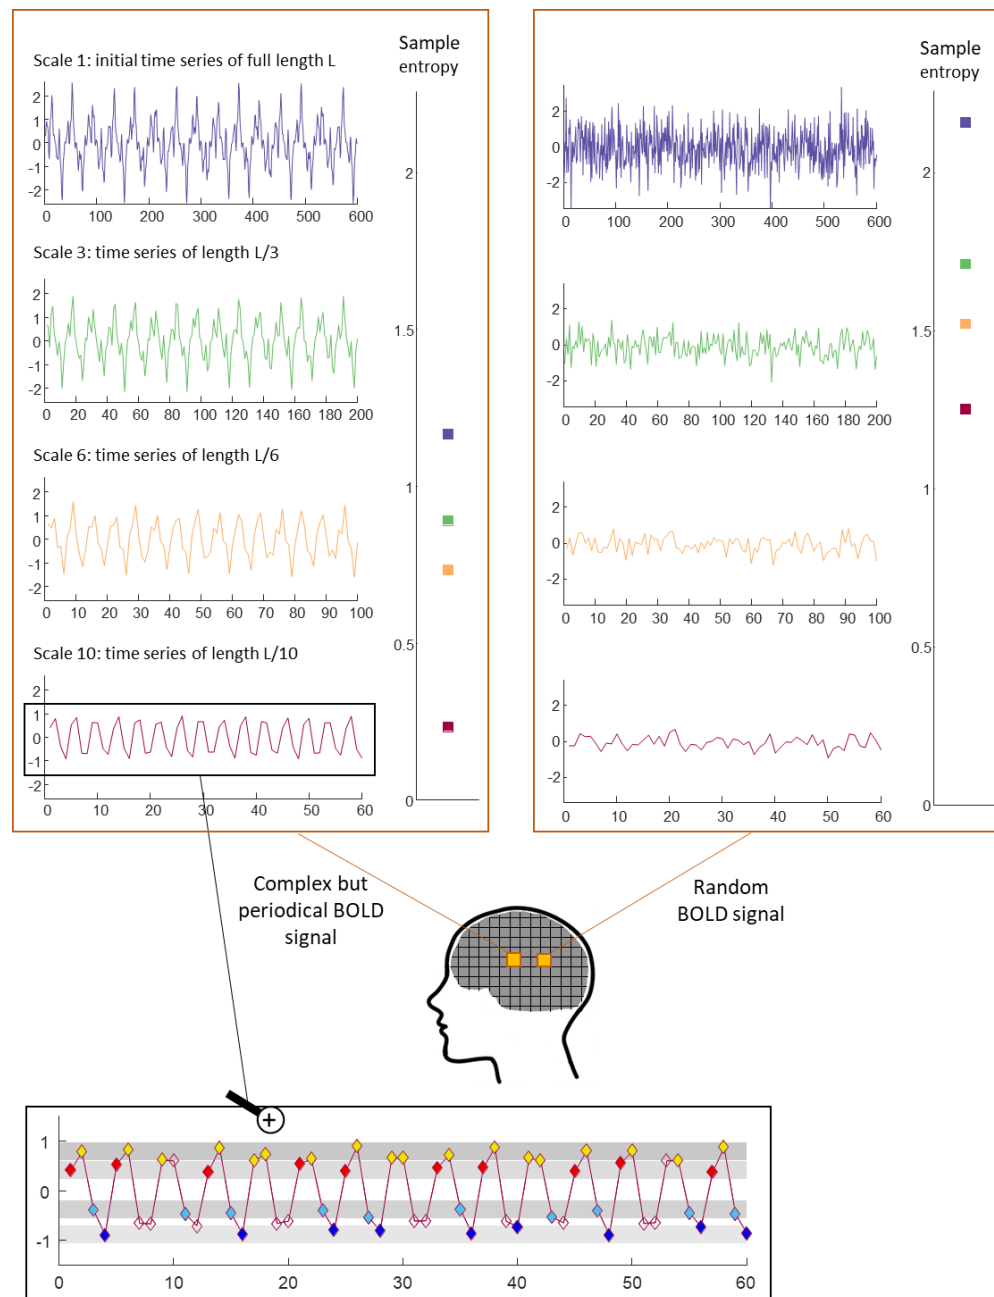 Sample
entropy
Scale 1: initial time series of full length L
2
1
0
-1
-2
0 100 200 300 400 500 600
Scale 3: time series of length L/3
2
1
0
-1
-2
0 20 40 60 80 100 120 140 160 180 200
Scale 6: time series of length L/6
2
1
0
-1
-2
0 10 20 30 40 50 60 70 80 90 100
Scale 10: time series of length L/10
2
1
0
-1
-2
0 10 20 30 40 50 60
2
1.5
1
0.5
0
Sample
entropy
2
0
-2
0 100 200 300 400 500 600
2
0
-2
0 20 40 60 80 100 120 140 160 180 200
2
0
-2
0 10 20 30 40 50 60 70 80 90 100
2
0
-2
0 10 20 30 40 50 60
2
1.5
1
0.5
0
Complex but
periodical BOLD
signal
Random
BOLD signal
1
0
-1
0 10 20 30 40 50 60